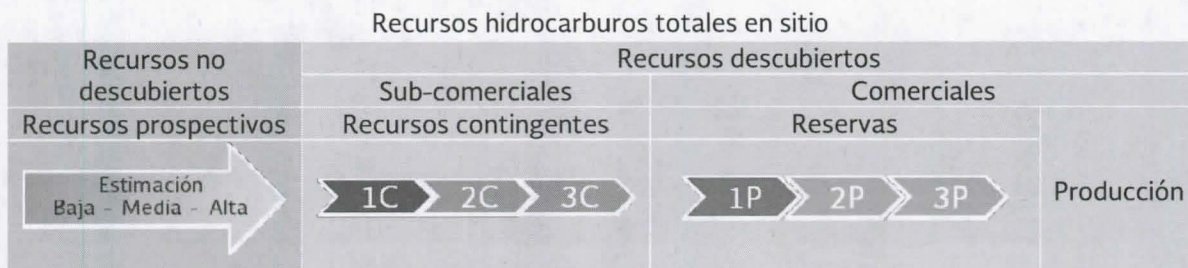 Recursos hidrocarburos totales en sitio
Recursos no
descubiertos
Recursos descubiertos
Sub-comerciales
Comerciales
Recursos prospectivos
Recursos contingentes
Reservas
Estimación
Baja - Media - Alta
1C 2C 3C
1P 2P 3P
Producción